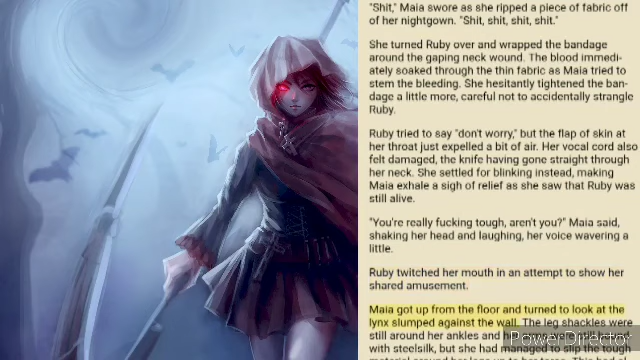 "Shit," Maia swore as she ripped a piece of fabric off
of her nightgown. "Shit, shit, shit, shit."
She turned Ruby over and wrapped the bandage
around the gaping neck wound. The blood immedi-
ately soaked through the thin fabric as Maia tried to
stem the bleeding. She hesitantly tightened the ban-
dage a little more, careful not to accidentally strangle
Ruby.
Ruby tried to say "don't worry," but the flap of skin at
her throat just expelled a bit of air. Her vocal cord also
felt damaged, the knife having gone straight through
her neck. She settled for blinking instead, making
Maia exhale a sigh of relief as she saw that Ruby was
still alive.
"You're really fucking tough, aren't you?" Maia said,
shaking her head and laughing, her voice wavering a
little.
Ruby twitched her mouth in an attempt to show her
shared amusement.
Maia got up from the floor and turned to look at the
lynx slumped against the wall. The leg shackles were
still around her ankles and
with steelsilk, but she had managed to slip the tough
PowerDirector